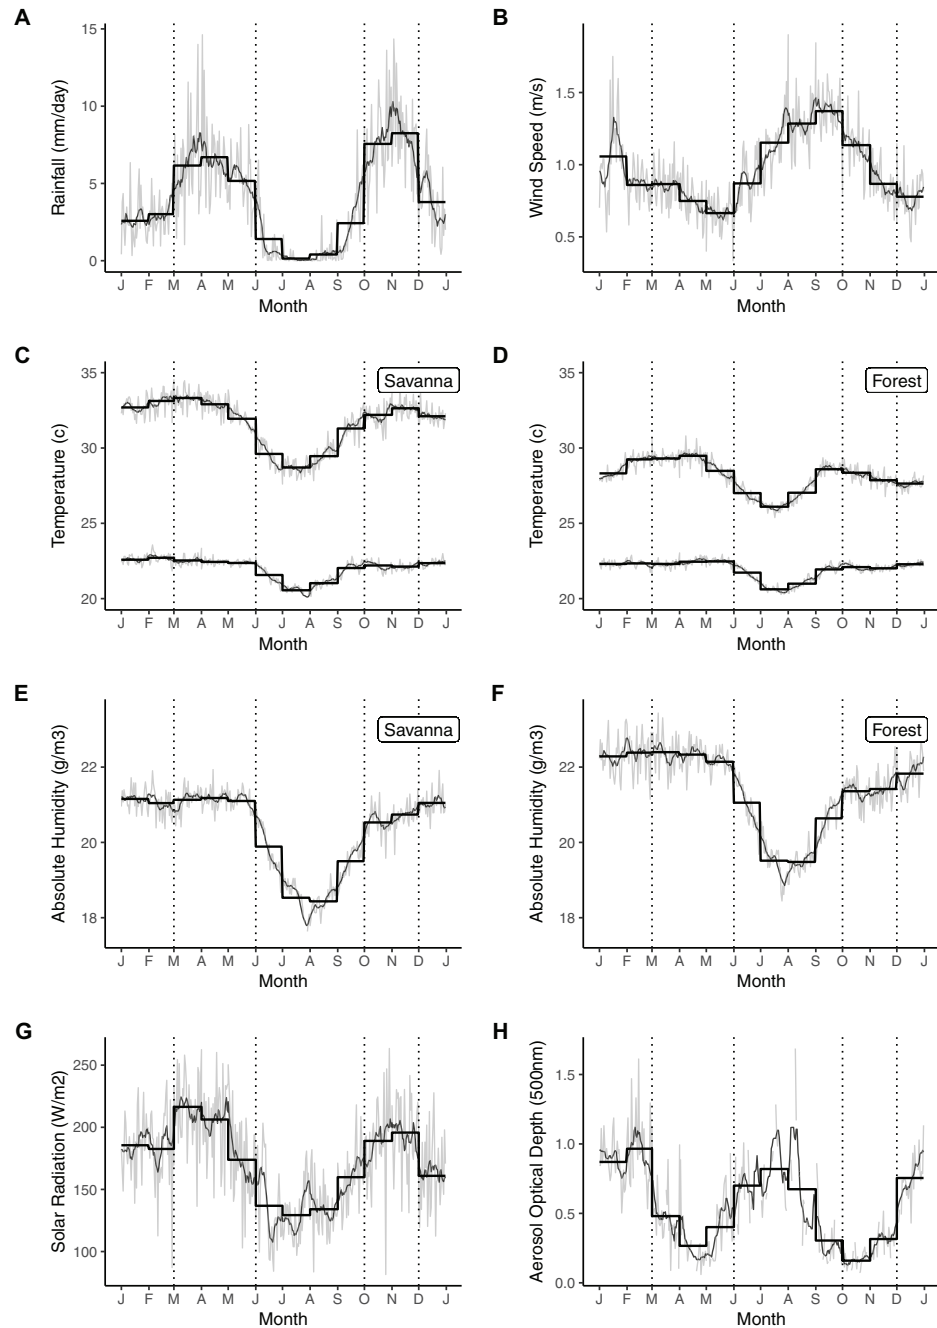 A
Rainfall (mm/day)
15
10
5
0
J F M A M J J A S O N D J
Month
B
Wind Speed (m/s)
1.5
1.0
0.5
J F M A M J J A S O N D J
Month
C
Temperature (c)
35
30
25
20
Savanna
J F M A M J J A S O N D J
Month
D
Temperature (c)
35
30
25
20
Forest
J F M A M J J A S O N D J
Month
E
Absolute Humidity (g/m3)
22
20
18
Savanna
J F M A M J J A S O N D J
Month
F
Absolute Humidity (g/m3)
22
20
18
Forest
J F M A M J J A S O N D J
Month
G
Solar Radiation (W/m2)
250
200
150
100
J F M A M J J A S O N D J
Month
H
Aerosol Optical Depth (500nm)
1.5
1.0
0.5
0.0
J F M A M J J A S O N D J
Month